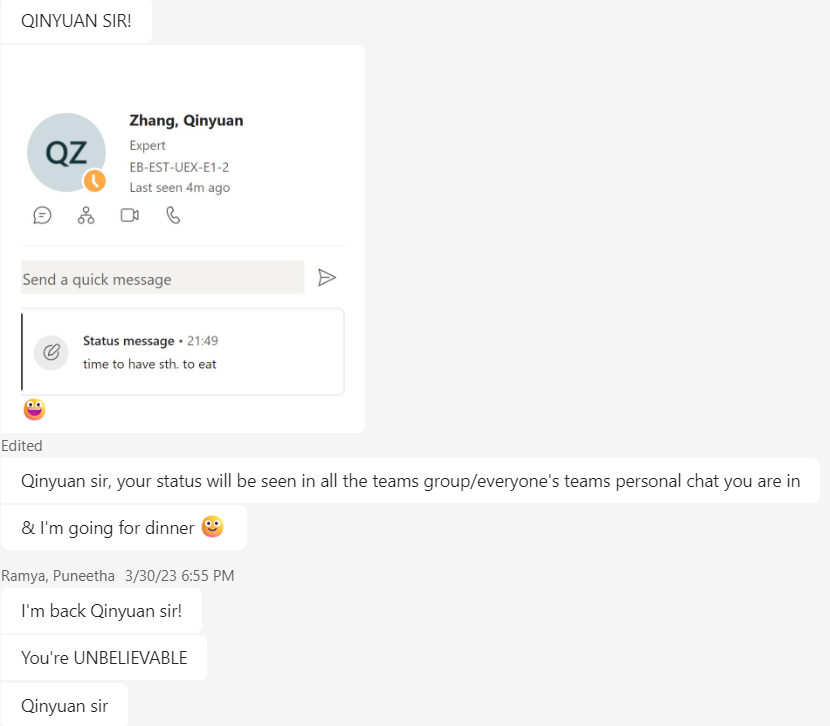 QINYUAN SIR!
QZ
Zhang, Qinyuan
Expert
EB-EST-UEX-E1-2
Last seen 4m ago
Send a quick message
Status message • 21:49
time to have sth. to eat
Edited
Qinyuan sir, your status will be seen in all the teams group/everyone's teams personal chat you are in
& I'm going for dinner
Ramya, Puneetha 3/30/23 6:55 PM
I'm back Qinyuan sir!
You're UNBELIEVABLE
Qinyuan sir